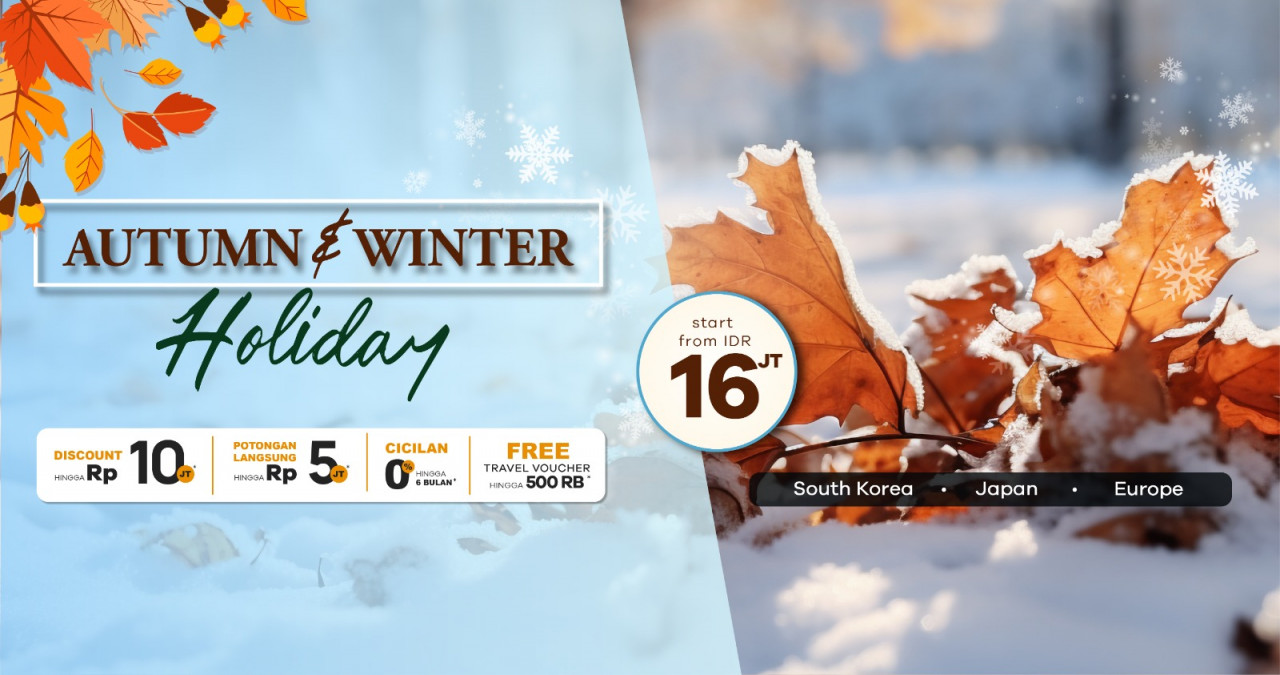 AUTUMN & WINTER
Holiday
DISCOUNT
HINGGA Rp 10 JT*
POTONGAN
LANGSUNG
HINGGA Rp 5 JT*
CICILAN
0% HINGGA
6 BULAN*
FREE
TRAVEL VOUCHER
HINGGA 500 RB*
start
from IDR
16 JT
South Korea • Japan • Europe